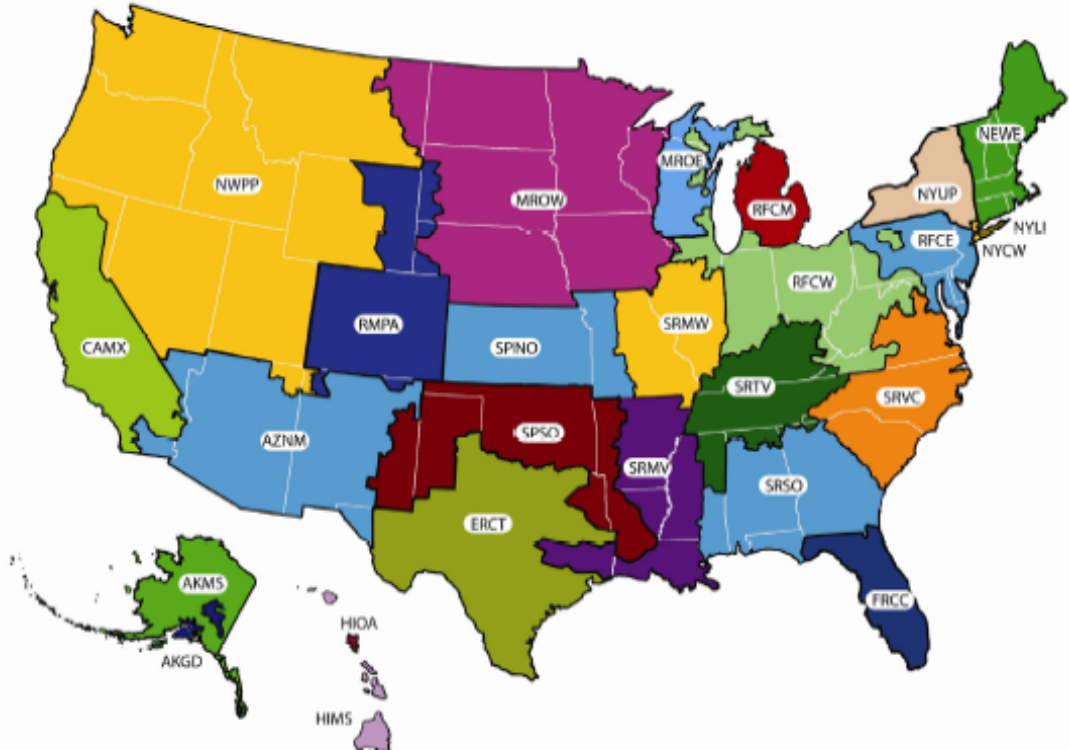 NEWE
MROE
NWPP
MROW
NYUP
RFCM
NYLI
RFCE
NYCW
RFCW
RMPA
SRMW
CAMX
SPNO
SRTV
SRVC
AZNM
SPSO
SRMV
SRSO
ERCT
AKMS
FRCC
HIOA
AKGD
HIMS